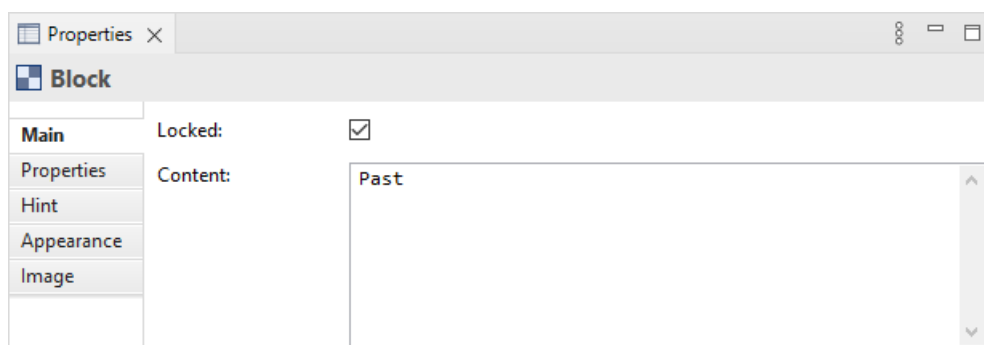 Properties
Block
Main
Locked:
Properties
Content:
Past
Hint
Appearance
Image